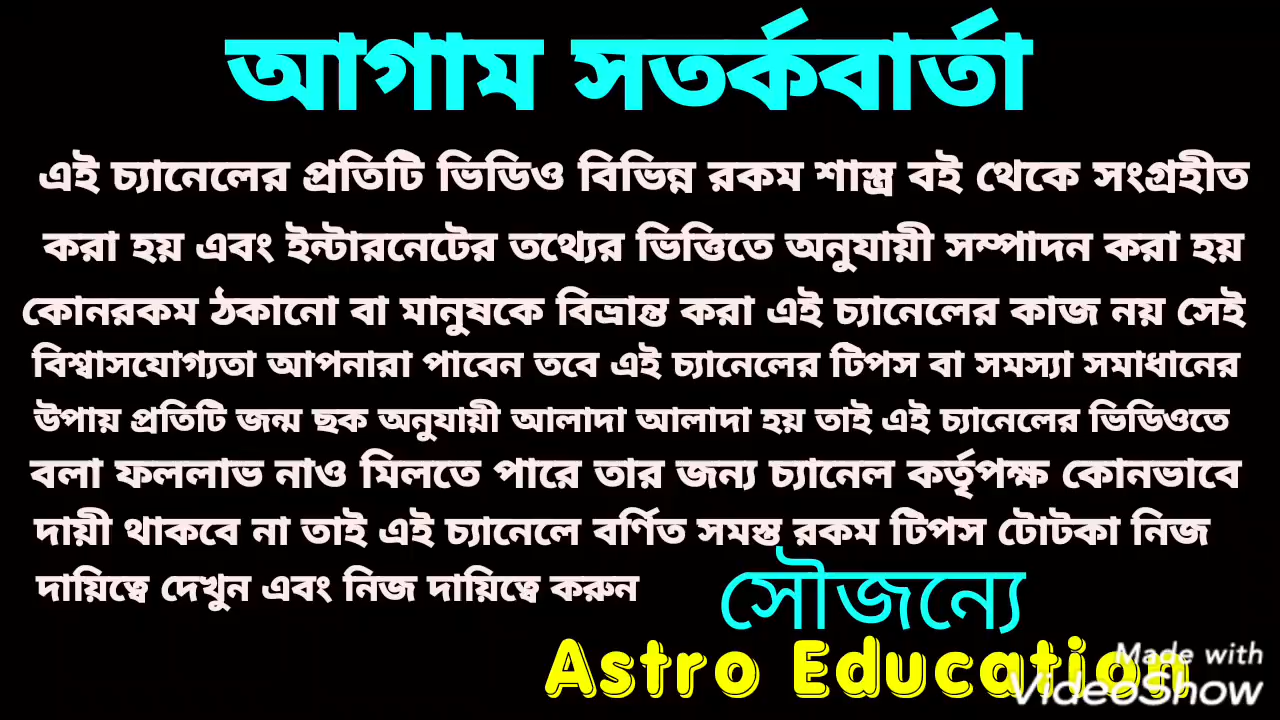 আগাম সতর্কবার্তা
এই চ্যানেলের প্রতিটি ভিডিও বিভিন্ন রকম শাস্ত্র বই থেকে সংগ্রহীত
করা হয় এবং ইন্টারনেটের তথ্যের ভিত্তিতে অনুযায়ী সম্পাদন করা হয়
কোনরকম ঠকানো বা মানুষকে বিভ্রান্ত করা এই চ্যানেলের কাজ নয় সেই
বিশ্বাসযোগ্যতা আপনারা পাবেন তবে এই চ্যানেলের টিপস বা সমস্যা সমাধানের
উপায় প্রতিটি জন্ম ছক অনুযায়ী আলাদা আলাদা হয় তাই এই চ্যানেলের ভিডিওতে
বলা ফললাভ নাও মিলতে পারে তার জন্য চ্যানেল কর্তৃপক্ষ কোনভাবে
দায়ী থাকবে না তাই এই চ্যানেলে বর্ণিত সমস্ত রকম টিপস টোটকা নিজ
দায়িত্বে দেখুন এবং নিজ দায়িত্বে করুন
সৌজন্যে
Astro Education
Made with
VideoShow